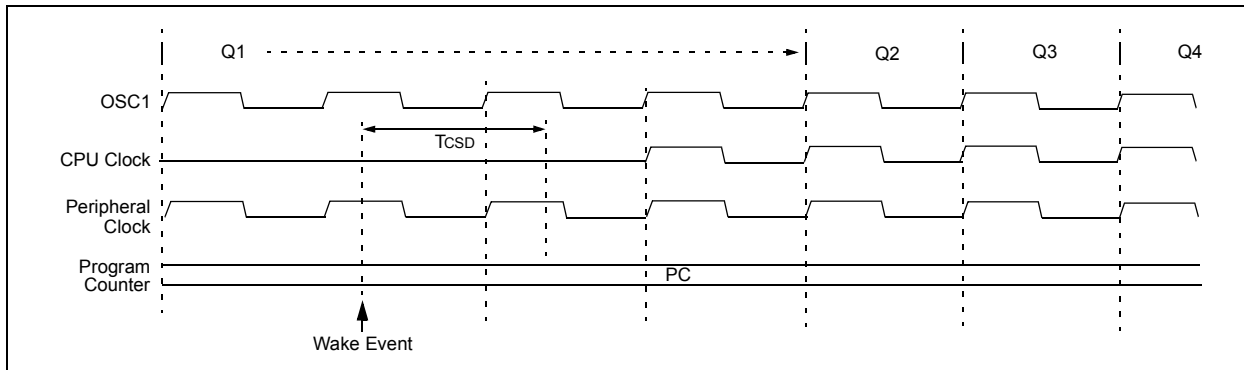 Q1 Q2 Q3 Q4
OSC1
TCSD
CPU Clock
Peripheral
Clock
Program
Counter
PC
Wake Event